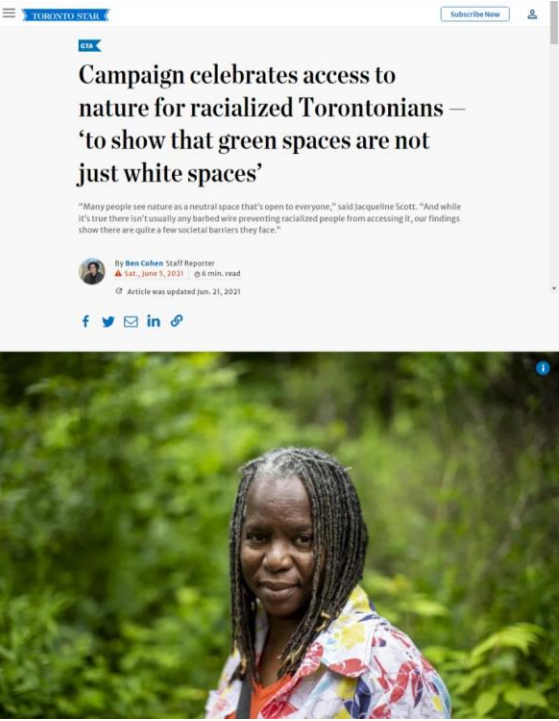 TORONTO STAR
Subscribe Now
GTA
Campaign celebrates access to
nature for racialized Torontonians —
‘to show that green spaces are not
just white spaces’
“Many people see nature as a neutral space that’s open to everyone,” said Jacqueline Scott. “And while
it’s true there isn’t usually any barbed wire preventing racialized people from accessing it, our findings
show there are quite a few societal barriers they face.”
By Ben Cohen Staff Reporter
Sat., June 5, 2021 6 min. read
Article was updated Jun. 21, 2021